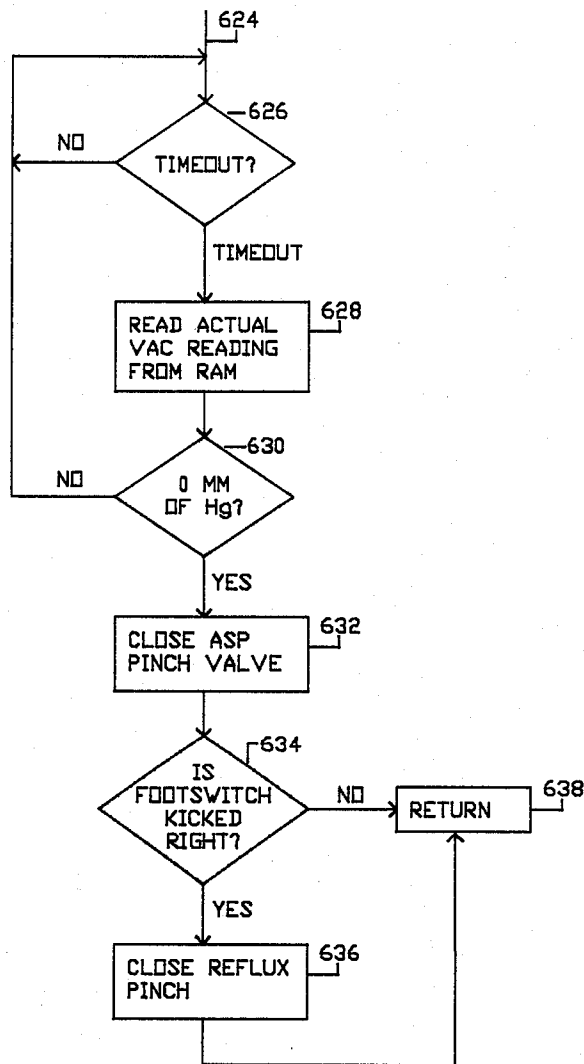 624
626
NO
TIMEOUT?
TIMEOUT
628
READ ACTUAL
VAC READING
FROM RAM
630
NO
0 MM
OF Hg?
YES
632
CLOSE ASP
PINCH VALVE
634
IS
FOOTSWITCH
KICKED
RIGHT?
NO
638
RETURN
YES
636
CLOSE REFLUX
PINCH